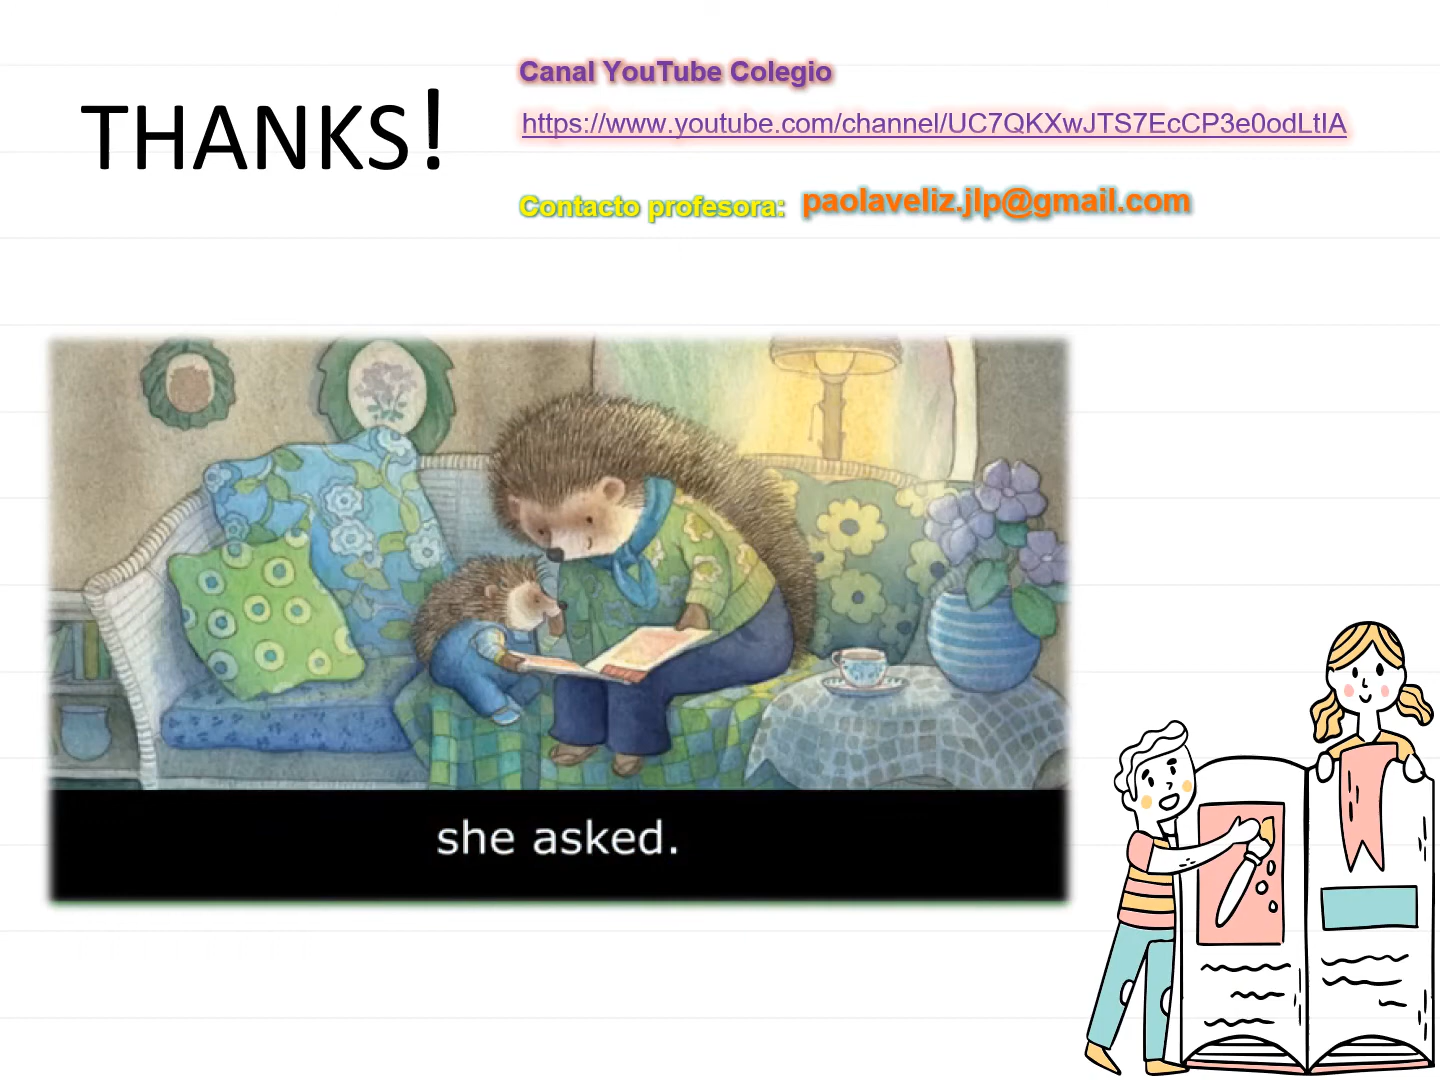 THANKS!
Canal YouTube Colegio
https://www.youtube.com/channel/UC7QKXwJTS7EcCP3e0odLtIA
Contacto profesora: paolaveliz.jlp@gmail.com
she asked.